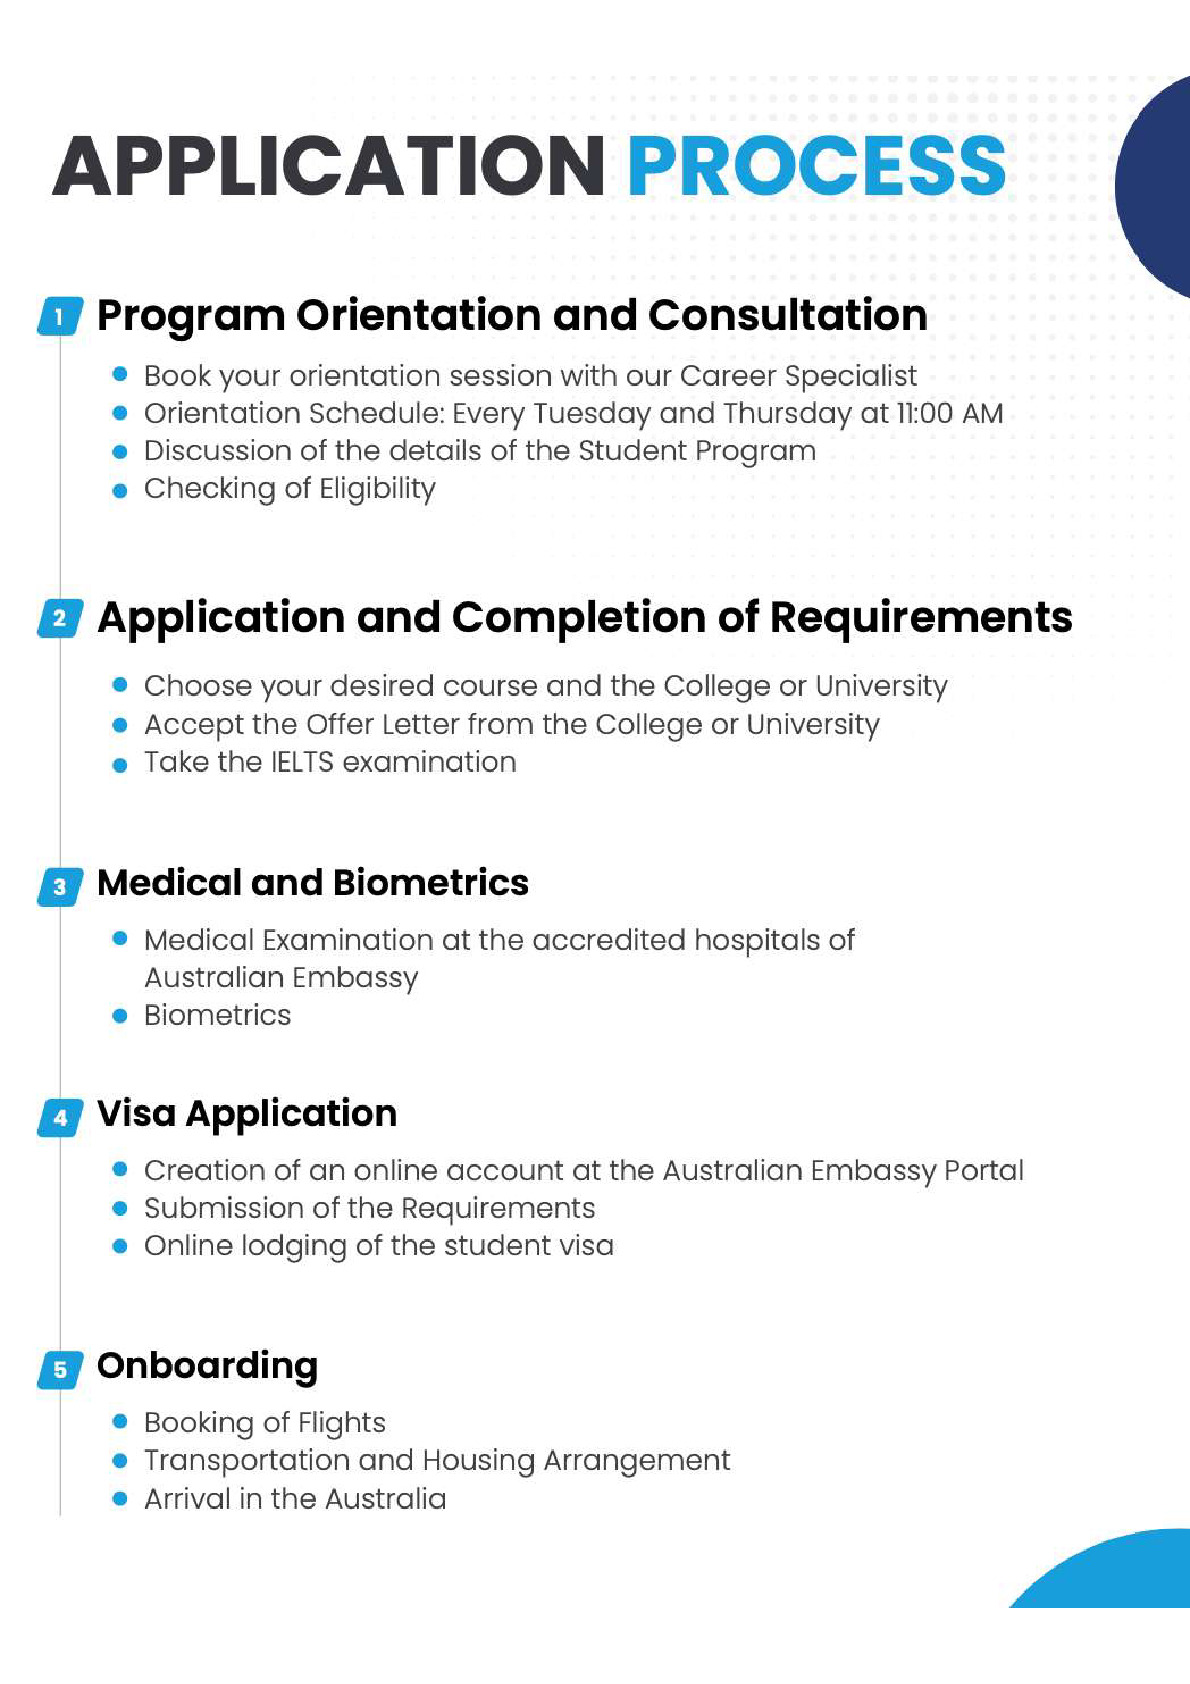 APPLICATION PROCESS
1 Program Orientation and Consultation
Book your orientation session with our Career Specialist
Orientation Schedule: Every Tuesday and Thursday at 11:00 AM
Discussion of the details of the Student Program
Checking of Eligibility
2 Application and Completion of Requirements
Choose your desired course and the College or University
Accept the Offer Letter from the College or University
Take the IELTS examination
3 Medical and Biometrics
Medical Examination at the accredited hospitals of
Australian Embassy
Biometrics
4 Visa Application
Creation of an online account at the Australian Embassy Portal
Submission of the Requirements
Online lodging of the student visa
5 Onboarding
Booking of Flights
Transportation and Housing Arrangement
Arrival in the Australia